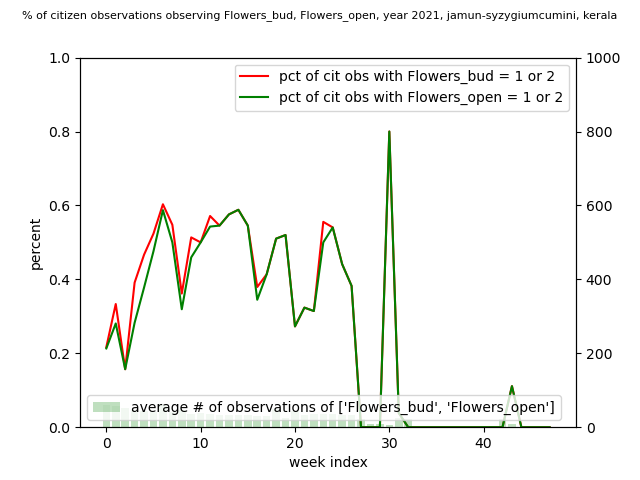 % of citizen observations observing Flowers_bud, Flowers_open, year 2021, jamun-syzygiumcumini, kerala
1.0
0.8
0.6
0.4
0.2
0.0
percent
1000
800
600
400
200
0
pct of cit obs with Flowers_bud = 1 or 2
pct of cit obs with Flowers_open = 1 or 2
average # of observations of ['Flowers_bud', 'Flowers_open']
0 10 20 30 40
week index